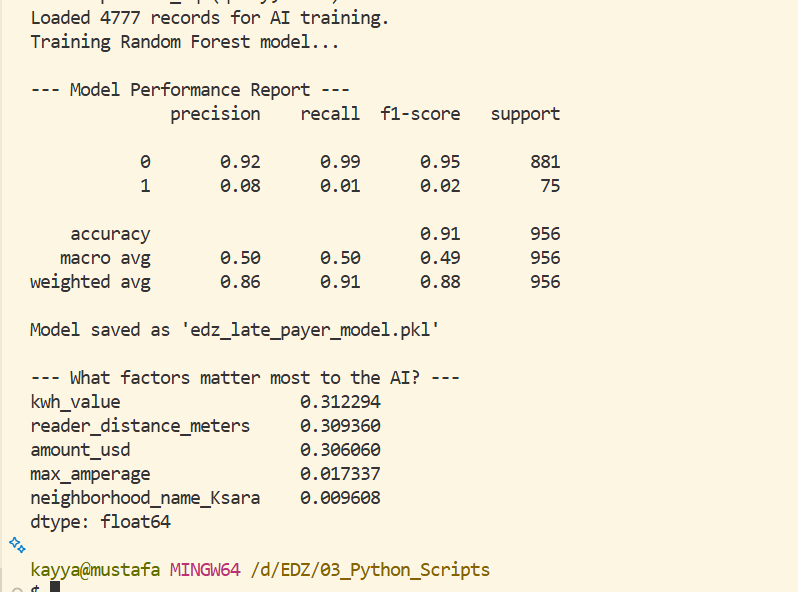 Loaded 4777 records for AI training.
Training Random Forest model...
--- Model Performance Report ---
precision recall f1-score support
0 0.92 0.99 0.95 881
1 0.08 0.01 0.02 75
accuracy 0.91 956
macro avg 0.50 0.50 0.49 956
weighted avg 0.86 0.91 0.88 956
Model saved as 'edz_late_payer_model.pkl'
--- What factors matter most to the AI? ---
kwh_value 0.312294
reader_distance_meters 0.309360
amount_usd 0.306060
max_amperage 0.017337
neighborhood_name_Ksara 0.009608
dtype: float64
kayya@mustafa MINGW64 /d/EDZ/03_Python_Scripts
$